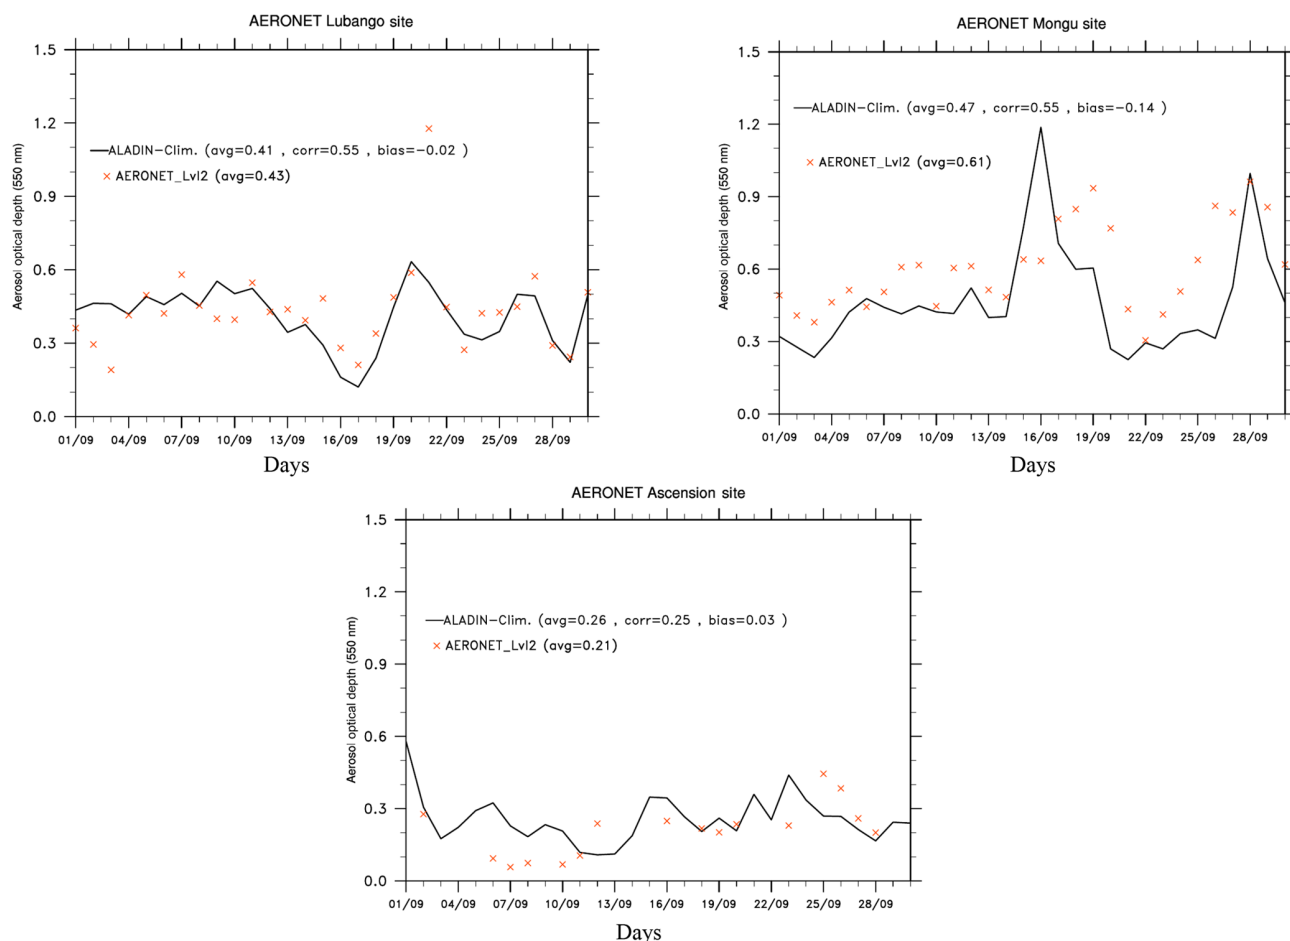 AERONET Lubango site
1.5
1.2
0.9
0.6
0.3
0.0
Aerosol optical depth (550 nm)
ALADIN-Clim. (avg=0.41 , corr=0.55 , bias=-0.02 )
AERONET_Lvl2 (avg=0.43)
01/09 04/09 07/09 10/09 13/09 16/09 19/09 22/09 25/09 28/09
Days
AERONET Mongu site
1.5
1.2
0.9
0.6
0.3
0.0
Aerosol optical depth (550 nm)
ALADIN-Clim. (avg=0.47 , corr=0.55 , bias=-0.14 )
AERONET_Lvl2 (avg=0.61)
01/09 04/09 07/09 10/09 13/09 16/09 19/09 22/09 25/09 28/09
Days
AERONET Ascension site
1.5
1.2
0.9
0.6
0.3
0.0
Aerosol optical depth (550 nm)
ALADIN-Clim. (avg=0.26 , corr=0.25 , bias=0.03 )
AERONET_Lvl2 (avg=0.21)
01/09 04/09 07/09 10/09 13/09 16/09 19/09 22/09 25/09 28/09
Days